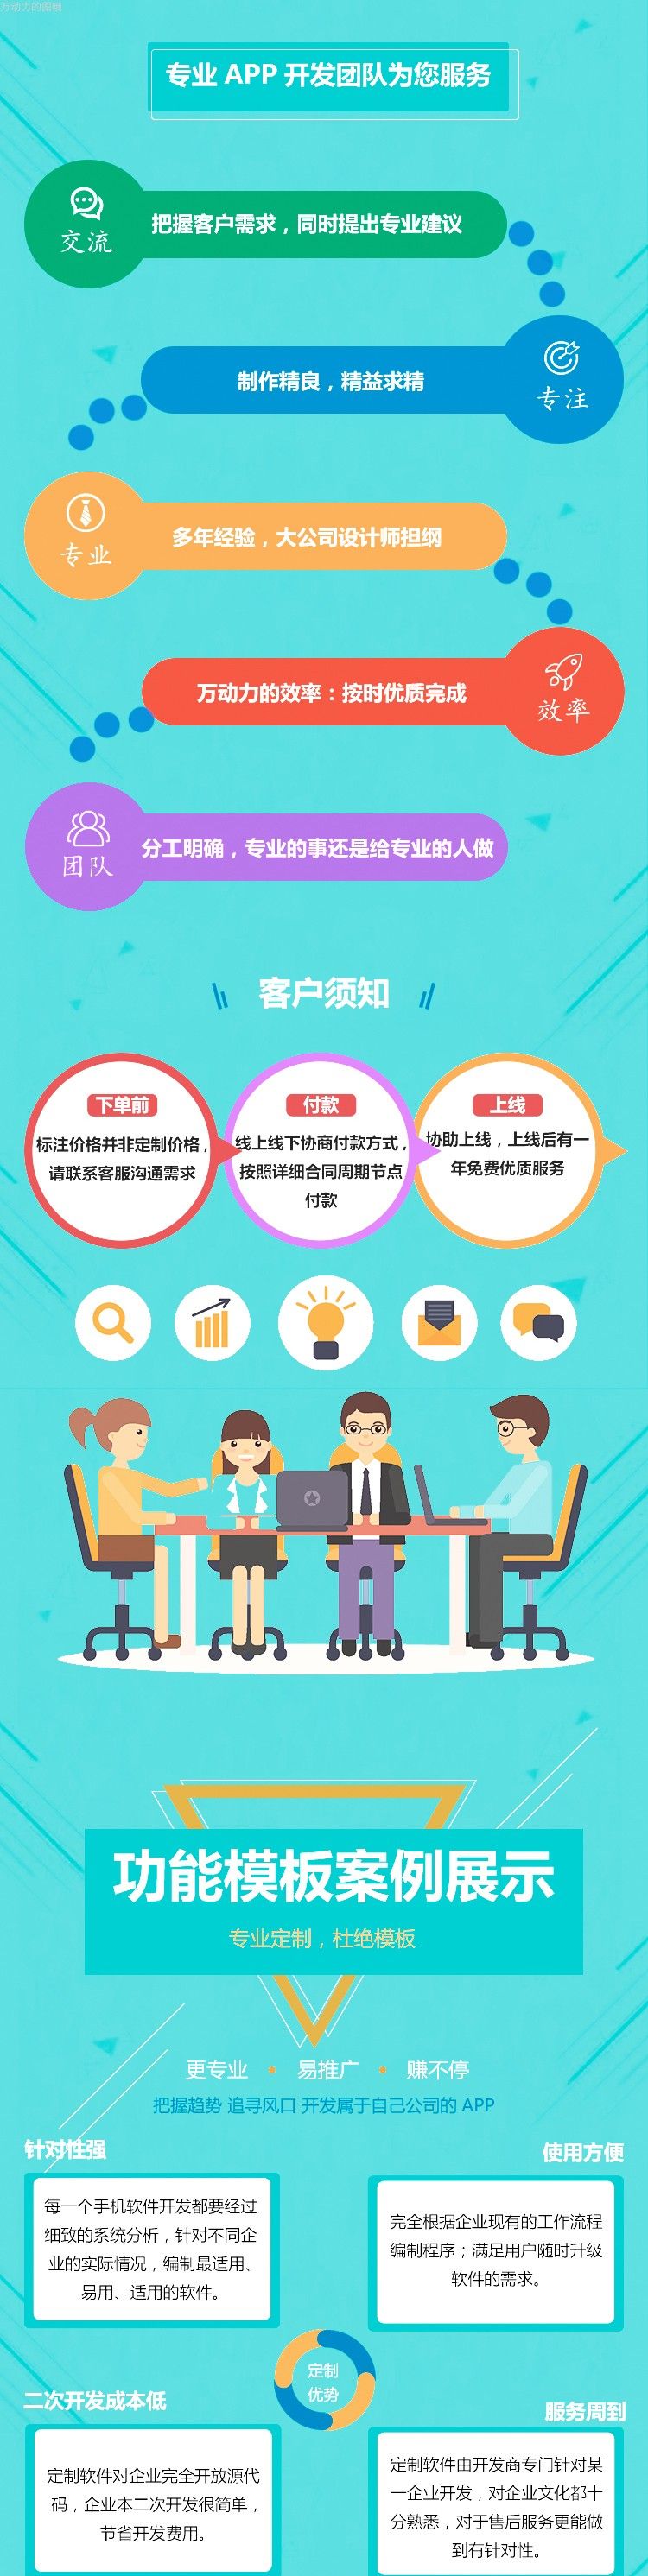 万动力的图啦
专业 APP 开发团队为您服务
交流
把握客户需求，同时提出专业建议
制作精良，精益求精
专注
专业
多年经验，大公司设计师担纲
万动力的效率：按时优质完成
效率
团队
分工明确，专业的事还是给专业的人做
客户须知
下单前
标注价格并非定制价格，
请联系客服沟通需求
付款
线上线下协商付款方式，
按照详细合同周期节点
付款
上线
协助上线，上线后有一
年免费优质服务
功能模板案例展示
专业定制，杜绝模板
更专业 易推广 赚不停
把握趋势 追寻风口 开发属于自己公司的 APP
针对性强
每一个手机软件开发都要经过
细致的系统分析，针对不同企
业的实际情况，编制最适用、
易用、适用的软件。
使用方便
完全根据企业现有的工作流程
编制程序；满足用户随时升级
软件的需求。
定制
优势
二次开发成本低
定制软件对企业完全开放源代
码，企业本二次开发很简单，
节省开发费用。
服务周到
定制软件由开发商专门针对某
一企业开发，对企业文化都十
分熟悉，对于售后服务更能做
到有针对性。